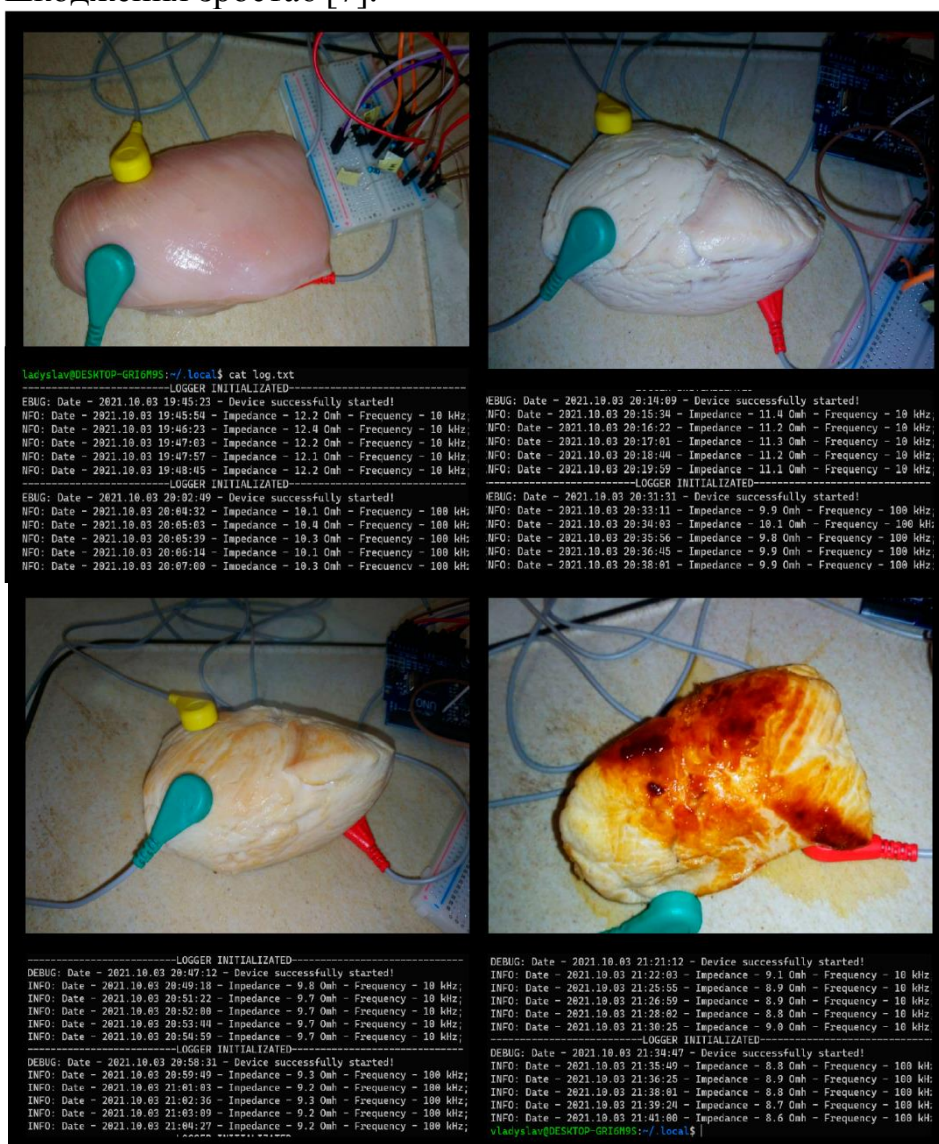 ladyslav@DESKTOP-GRI6M9S:~/.local$ cat log.txt
-LOGGER INITIALIZATED-
EBUG: Date - 2021.10.03 19:45:23 - Device successfully started!
NFO: Date - 2021.10.03 19:45:54 - Impedance - 12.2 Omh - Frequency - 10 kHz;
NFO: Date - 2021.10.03 19:46:23 - Impedance - 12.4 Omh - Frequency - 10 kHz;
NFO: Date - 2021.10.03 19:47:03 - Impedance - 12.2 Omh - Frequency - 10 kHz;
NFO: Date - 2021.10.03 19:47:57 - Impedance - 12.1 Omh - Frequency - 10 kHz;
NFO: Date - 2021.10.03 19:48:45 - Impedance - 12.2 Omh - Frequency - 10 kHz;
-LOGGER INITIALIZATED-
EBUG: Date - 2021.10.03 20:02:49 - Device successfully started!
NFO: Date - 2021.10.03 20:04:32 - Impedance - 10.1 Omh - Frequency - 100 kHz
NFO: Date - 2021.10.03 20:05:03 - Impedance - 10.4 Omh - Frequency - 100 kHz
NFO: Date - 2021.10.03 20:05:39 - Impedance - 10.3 Omh - Frequency - 100 kHz
NFO: Date - 2021.10.03 20:06:14 - Impedance - 10.1 Omh - Frequency - 100 kHz
NFO: Date - 2021.10.03 20:07:00 - Impedance - 10.3 Omh - Frequency - 100 kHz
DEBUG: Date - 2021.10.03 20:14:09 - Device successfully started!
INFO: Date - 2021.10.03 20:15:34 - Impedance - 11.4 Omh - Frequency - 10 kHz;
INFO: Date - 2021.10.03 20:16:22 - Impedance - 11.2 Omh - Frequency - 10 kHz;
INFO: Date - 2021.10.03 20:17:01 - Impedance - 11.3 Omh - Frequency - 10 kHz;
INFO: Date - 2021.10.03 20:18:44 - Impedance - 11.2 Omh - Frequency - 10 kHz;
INFO: Date - 2021.10.03 20:19:59 - Impedance - 11.1 Omh - Frequency - 10 kHz;
-LOGGER INITIALIZATED-
DEBUG: Date - 2021.10.03 20:31:31 - Device successfully started!
INFO: Date - 2021.10.03 20:33:11 - Impedance - 9.9 Omh - Frequency - 100 kHz;
INFO: Date - 2021.10.03 20:34:03 - Impedance - 10.1 Omh - Frequency - 100 kHz
INFO: Date - 2021.10.03 20:35:56 - Impedance - 9.8 Omh - Frequency - 100 kHz;
INFO: Date - 2021.10.03 20:36:45 - Impedance - 9.9 Omh - Frequency - 100 kHz;
INFO: Date - 2021.10.03 20:38:01 - Impedance - 9.9 Omh - Frequency - 100 kHz;
-LOGGER INITIALIZATED-
DEBUG: Date - 2021.10.03 20:47:12 - Device successfully started!
INFO: Date - 2021.10.03 20:49:18 - Inpedance - 9.8 Omh - Frequency - 10 kHz;
INFO: Date - 2021.10.03 20:51:22 - Inpedance - 9.7 Omh - Frequency - 10 kHz;
INFO: Date - 2021.10.03 20:52:00 - Inpedance - 9.7 Omh - Frequency - 10 kHz;
INFO: Date - 2021.10.03 20:53:44 - Inpedance - 9.7 Omh - Frequency - 10 kHz;
INFO: Date - 2021.10.03 20:54:59 - Inpedance - 9.7 Omh - Frequency - 10 kHz;
-LOGGER INITIALIZATED-
DEBUG: Date - 2021.10.03 20:58:31 - Device successfully started!
INFO: Date - 2021.10.03 20:59:49 - Inpedance - 9.3 Omh - Frequency - 100 kHz;
INFO: Date - 2021.10.03 21:01:03 - Inpedance - 9.2 Omh - Frequency - 100 kHz;
INFO: Date - 2021.10.03 21:02:36 - Inpedance - 9.3 Omh - Frequency - 100 kHz;
INFO: Date - 2021.10.03 21:03:09 - Inpedance - 9.2 Omh - Frequency - 100 kHz;
INFO: Date - 2021.10.03 21:04:27 - Inpedance - 9.2 Omh - Frequency - 100 kHz;
DEBUG: Date - 2021.10.03 21:21:12 - Device successfully started!
INFO: Date - 2021.10.03 21:22:03 - Impedance - 9.1 Omh - Frequency - 10 kHz
INFO: Date - 2021.10.03 21:25:55 - Impedance - 8.9 Omh - Frequency - 10 kHz
INFO: Date - 2021.10.03 21:26:59 - Impedance - 8.9 Omh - Frequency - 10 kHz
INFO: Date - 2021.10.03 21:28:02 - Impedance - 8.8 Omh - Frequency - 10 kHz
INFO: Date - 2021.10.03 21:30:25 - Impedance - 9.0 Omh - Frequency - 10 kHz
-LOGGER INITIALIZATED-
DEBUG: Date - 2021.10.03 21:34:47 - Device successfully started!
INFO: Date - 2021.10.03 21:35:49 - Impedance - 8.8 Omh - Frequency - 100 kH
INFO: Date - 2021.10.03 21:36:25 - Impedance - 8.9 Omh - Frequency - 100 kH
INFO: Date - 2021.10.03 21:38:01 - Impedance - 8.8 Omh - Frequency - 100 kH
INFO: Date - 2021.10.03 21:39:24 - Impedance - 8.7 Omh - Frequency - 100 kH
INFO: Date - 2021.10.03 21:41:00 - Impedance - 8.6 Omh - Frequency - 100 kH
vladyslav@DESKTOP-GRI6M9S:~/.local$